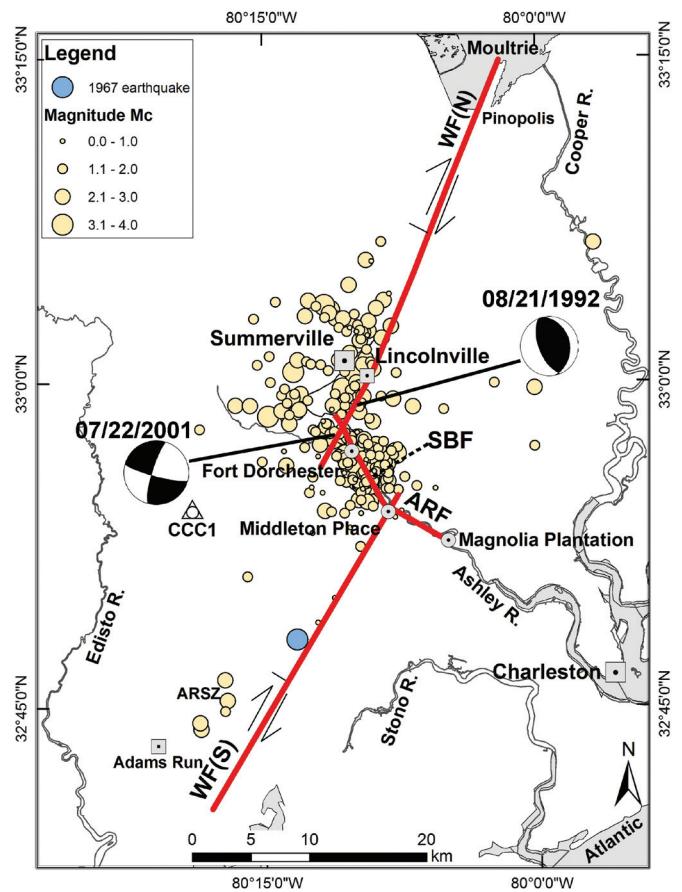 80°15'0"W
80°0'0"W
33°15'0"N
33°15'0"N
Legend
1967 earthquake
Magnitude Mc
0.0 - 1.0
1.1 - 2.0
2.1 - 3.0
3.1 - 4.0
Moultrie
Pinopolis
WF(N)
Cooper R.
08/21/1992
Summerville
Lincolnville
33°0'0"N
33°0'0"N
07/22/2001
SBF
Fort Dorchester
ARF
CCC1
Middleton Place
Magnolia Plantation
Ashley R.
Edisto R.
Charleston
ARSZ
Stono R.
32°45'0"N
32°45'0"N
Adams Run
WF(S)
N
0 5 10 20
km
Atlantic
80°15'0"W
80°0'0"W